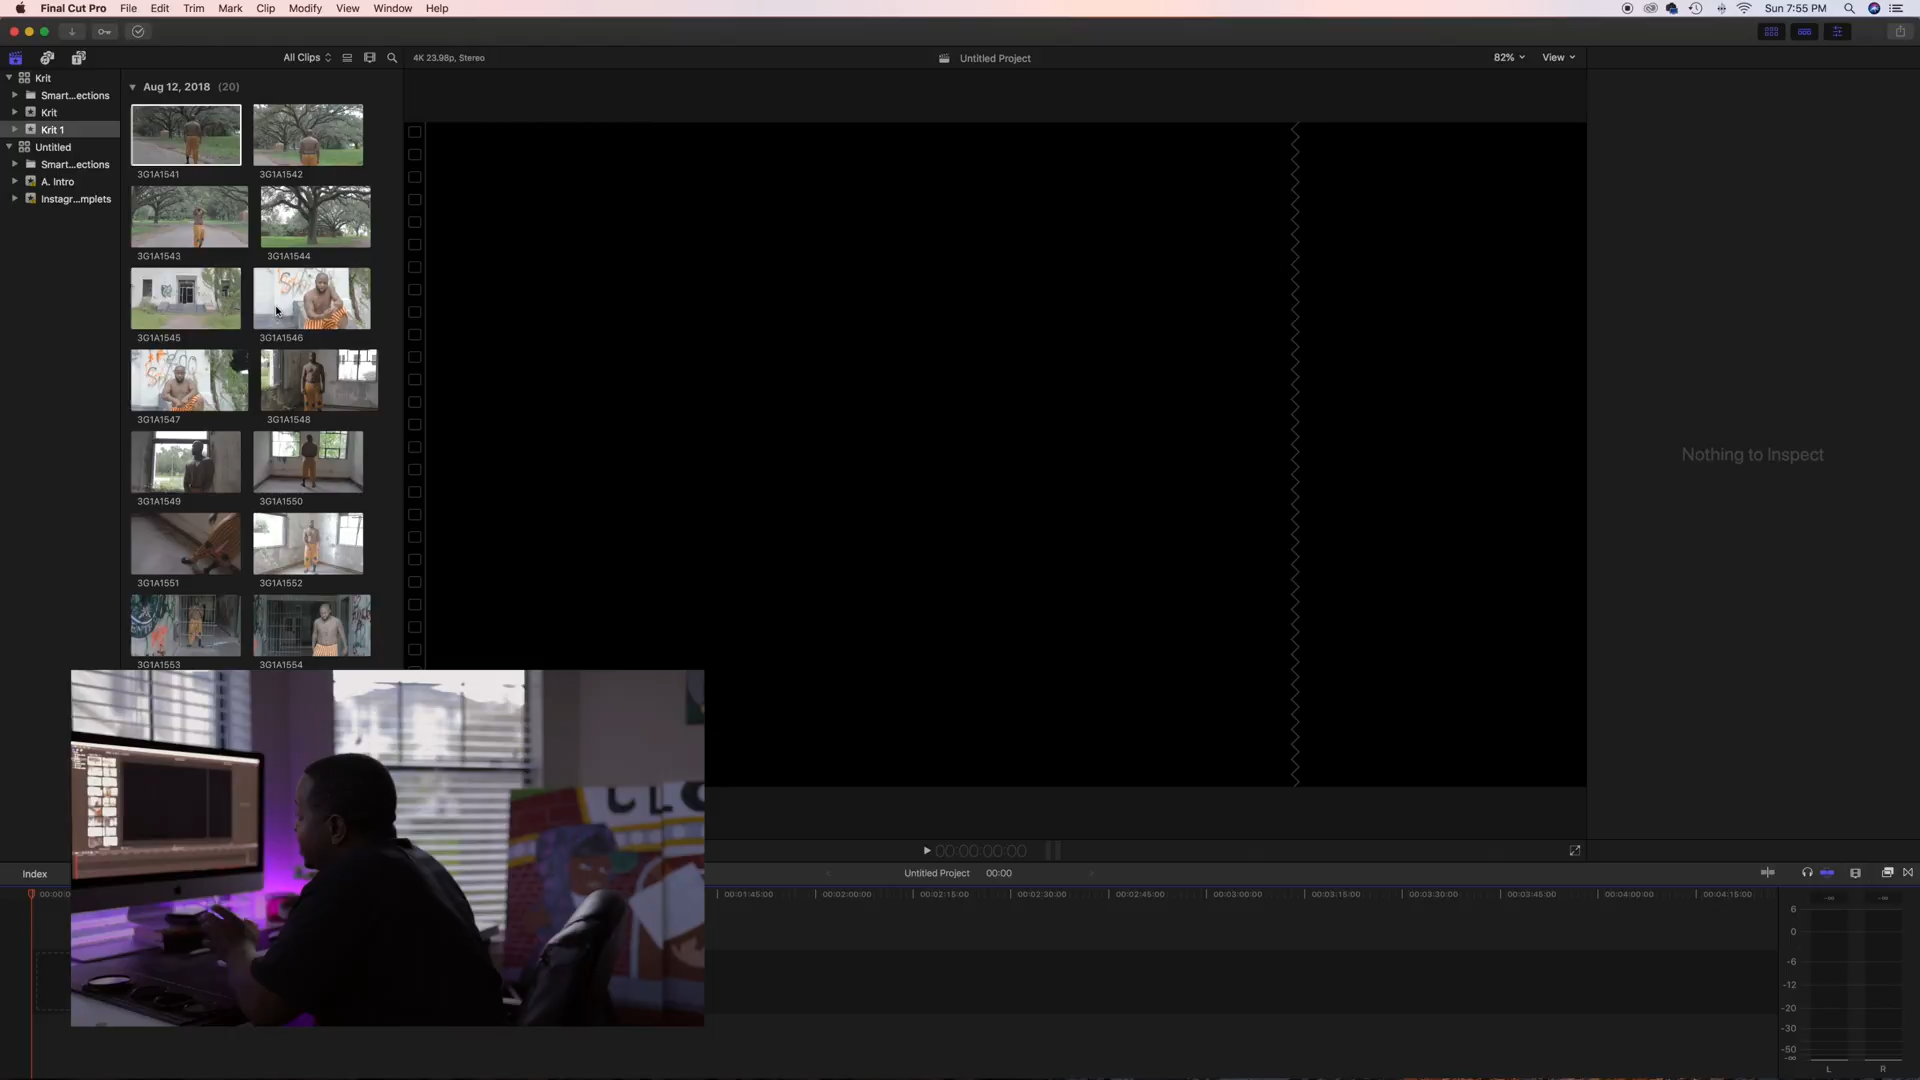 Final Cut Pro File Edit Trim Mark Clip Modify View Window Help Sun 7:55 PM
All Clips 4K 23.98p, Stereo Untitled Project 82% View
Krit
Smart...ections
Krit
Krit 1
Untitled
Smart...ections
A. Intro
Instagr...mplets
Aug 12, 2018 (20)
3G1A1541 3G1A1542
3G1A1543 3G1A1544
3G1A1545 3G1A1546
3G1A1547 3G1A1548
3G1A1549 3G1A1550
3G1A1551 3G1A1552
3G1A1553 3G1A1554
Nothing to Inspect
00:00:00:00
Index Untitled Project 00:00
00:01:45:00 00:02:00:00 00:02:15:00 00:02:30:00 00:02:45:00 00:03:00:00 00:03:15:00 00:03:30:00 00:03:45:00 00:04:00:00 00:04:15:00
-∞ -∞
6
0
-6
-12
-20
-30
-50
-∞
L R